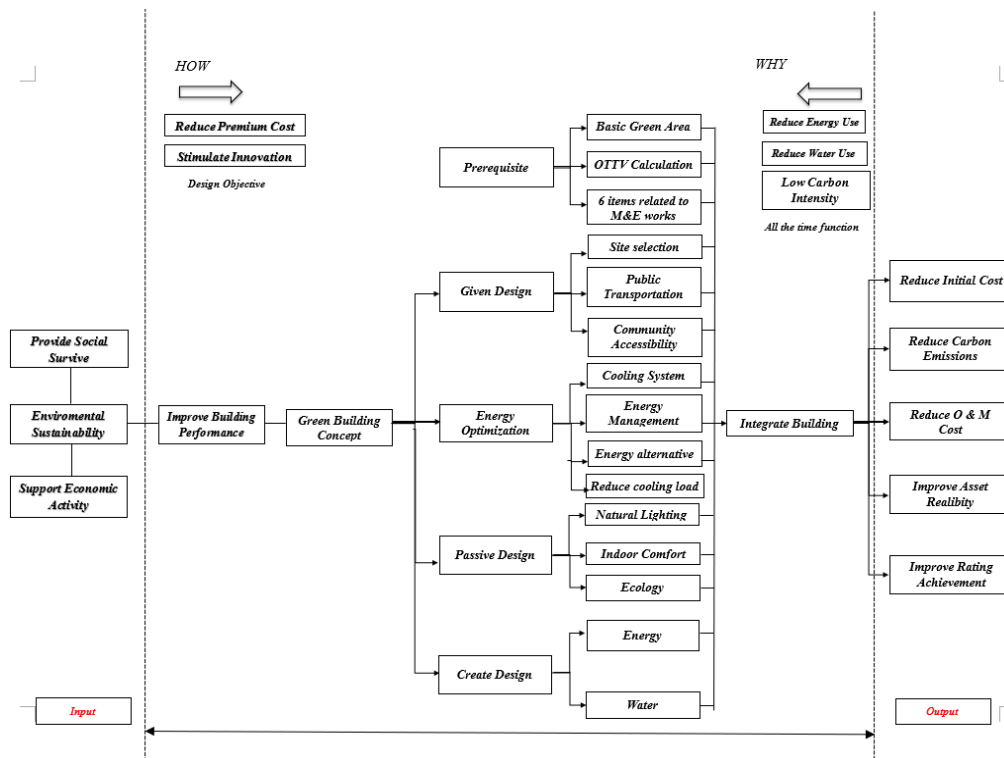 HOW
WHY
Reduce Premium Cost
Stimulate Innovation
Design Objective
Reduce Energy Use
Reduce Water Use
Low Carbon
Intensity
All the time function
Provide Social
Survive
Enviromental
Sustainability
Support Economic
Activity
Improve Building
Performance
Green Building
Concept
Prerequisite
Basic Green Area
OTTV Calculation
6 items related to
M&E works
Given Design
Site selection
Public
Transportation
Community
Accessibility
Energy
Optimization
Cooling System
Energy
Management
Energy alternative
Reduce cooling load
Passive Design
Natural Lighting
Indoor Comfort
Ecology
Create Design
Energy
Water
Integrate Building
Reduce Initial Cost
Reduce Carbon
Emissions
Reduce O & M
Cost
Improve Asset
Realibity
Improve Rating
Achievement
Input
Output